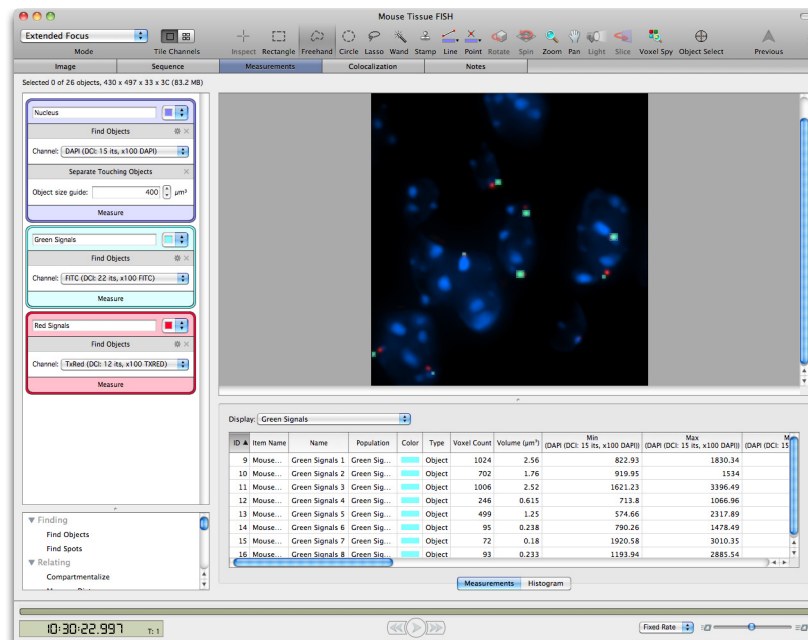 Mouse Tissue FISH
Extended Focus
Mode
Tile Channels
Inspect Rectangle Freehand Circle Lasso Wand Stamp Line Point Rotate Spin Zoom Pan Light Slice Voxel Spy Object Select Previous
Image Sequence Measurements Colocalization Notes
Selected 0 of 26 objects, 430 x 497 x 33 x 3C (83.2 MB)
Nucleus
Find Objects
Channel: DAPI (DCI: 15 its, x100 DAPI)
Separate Touching Objects
Object size guide: 400 µm³
Measure
Green Signals
Find Objects
Channel: FITC (DCI: 22 its, x100 FITC)
Measure
Red Signals
Find Objects
Channel: TxRed (DCI: 12 its, x100 TXRED)
Measure
Finding
Find Objects
Find Spots
Relating
Compartmentalize
Display: Green Signals
ID Item Name Name Population Color Type Voxel Count Volume (µm³) Min (DAPI (DCI: 15 its, x100 DAPI)) Max (DAPI (DCI: 15 its, x100 DAPI)) (DAPI (DCI: 15 its
9 Mouse... Green Signals 1 Green Sig... Object 1024 2.56 822.93 1830.34
10 Mouse... Green Signals 2 Green Sig... Object 702 1.76 919.95 1534
11 Mouse... Green Signals 3 Green Sig... Object 1006 2.52 1621.23 3396.49
12 Mouse... Green Signals 4 Green Sig... Object 246 0.615 713.8 1066.96
13 Mouse... Green Signals 5 Green Sig... Object 499 1.25 574.66 2317.89
14 Mouse... Green Signals 6 Green Sig... Object 95 0.238 790.26 1478.49
15 Mouse... Green Signals 7 Green Sig... Object 72 0.18 1920.58 3010.35
16 Mouse... Green Signals 8 Green Sig... Object 93 0.233 1193.94 2885.54
Measurements Histogram
10:30:22.997 T: 1
Fixed Rate